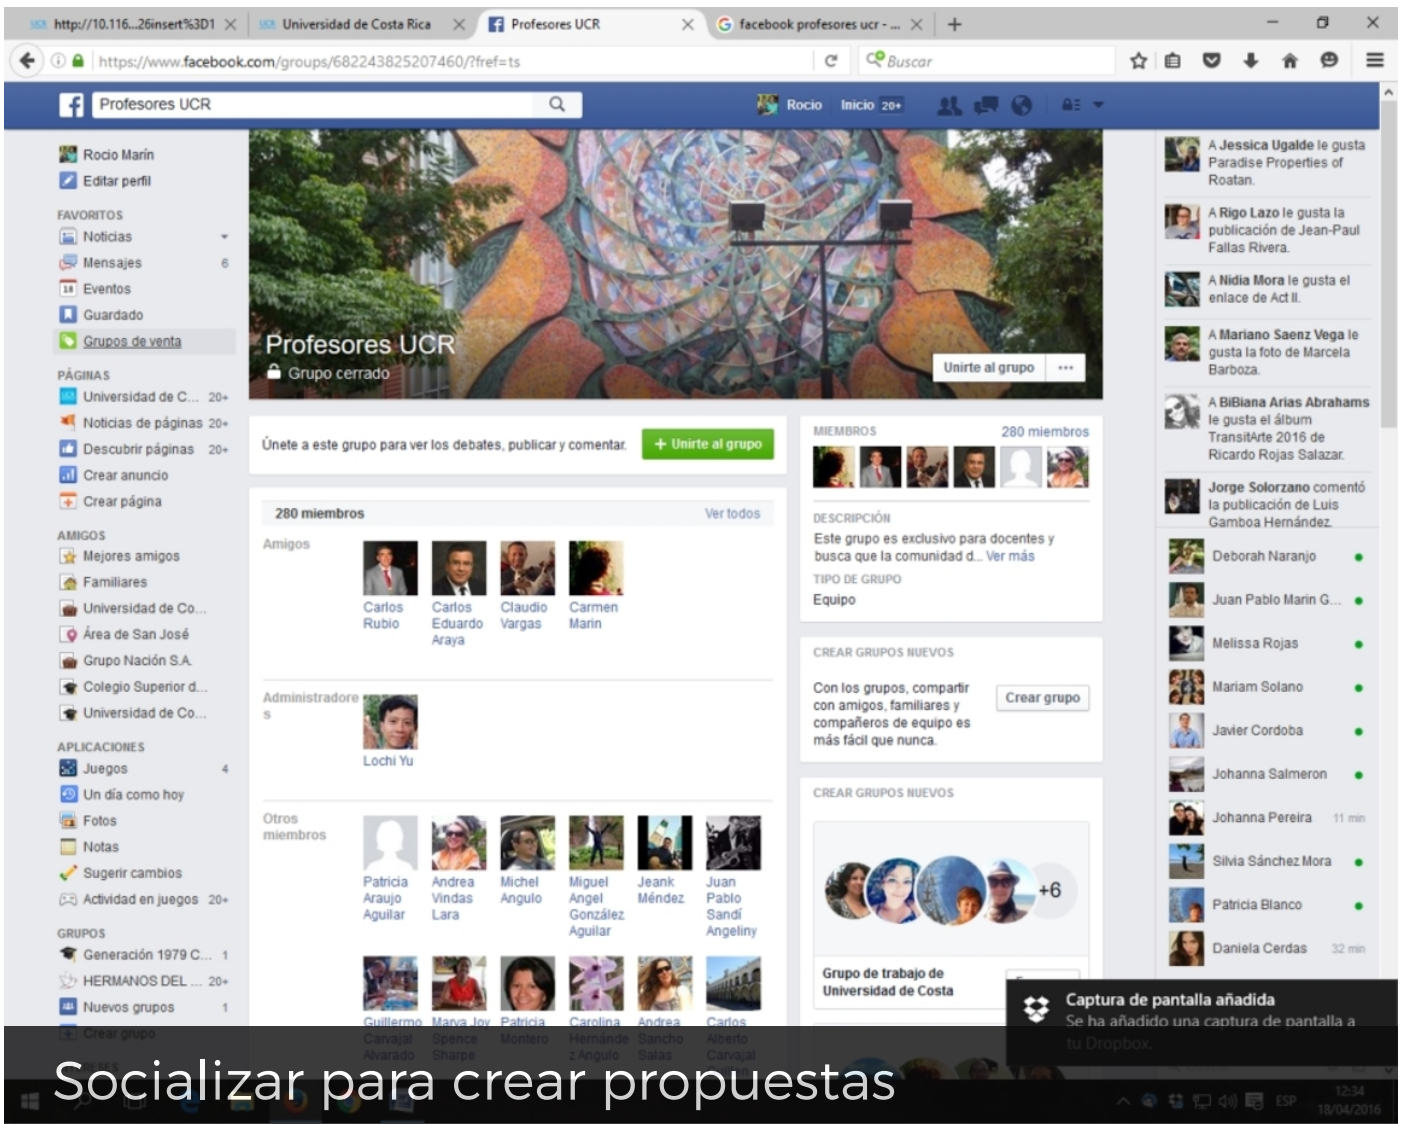 http://10.116...26insert%3D1
Universidad de Costa Rica
Profesores UCR
facebook profesores ucr - ...
https://www.facebook.com/groups/682243825207460/?fref=ts
Buscar
Profesores UCR
Rocio
Inicio 20+
Rocio Marín
Editar perfil
FAVORITOS
Noticias
Mensajes 6
18 Eventos
Guardado
Grupos de venta
PÁGINAS
Universidad de C... 20+
Noticias de páginas 20+
Descubrir páginas 20+
Crear anuncio
Crear página
AMIGOS
Mejores amigos
Familiares
Universidad de Co...
Área de San José
Grupo Nación S.A.
Colegio Superior d...
Universidad de Co...
APLICACIONES
Juegos 4
Un día como hoy
Fotos
Notas
Sugerir cambios
Actividad en juegos 20+
GRUPOS
Generación 1979 C... 1
HERMANOS DEL ... 20+
Nuevos grupos 1
Crear grupo
Profesores UCR
Grupo cerrado
Unirte al grupo
Únete a este grupo para ver los debates, publicar y comentar.
+ Unirte al grupo
280 miembros
Ver todos
Amigos
Carlos
Rubio
Carlos
Eduardo
Araya
Claudio
Vargas
Carmen
Marin
Administradore
s
Lochi Yu
Otros
miembros
Patricia
Araujo
Aguilar
Andrea
Vindas
Lara
Michel
Angulo
Miguel
Angel
González
Aguilar
Jeank
Méndez
Juan
Pablo
Sandí
Angeliny
Guillermo
Carvajal
Alvarado
Marva Joy
Spence
Sharpe
Patricia
Montero
Carolina
Hernánde
z Angulo
Andrea
Sancho
Salas
Carlos
Alberto
Carvajal
MIEMBROS
280 miembros
DESCRIPCIÓN
Este grupo es exclusivo para docentes y
busca que la comunidad d... Ver más
TIPO DE GRUPO
Equipo
CREAR GRUPOS NUEVOS
Con los grupos, compartir
con amigos, familiares y
compañeros de equipo es
más fácil que nunca.
Crear grupo
CREAR GRUPOS NUEVOS
+6
Grupo de trabajo de
Universidad de Costa
A Jessica Ugalde le gusta
Paradise Properties of
Roatan.
A Rigo Lazo le gusta la
publicación de Jean-Paul
Fallas Rivera.
A Nidia Mora le gusta el
enlace de Act II.
A Mariano Saenz Vega le
gusta la foto de Marcela
Barboza.
A BiBiana Arias Abrahams
le gusta el álbum
TransitArte 2016 de
Ricardo Rojas Salazar.
Jorge Solorzano comentó
la publicación de Luis
Gamboa Hernández.
Deborah Naranjo
Juan Pablo Marin G...
Melissa Rojas
Mariam Solano
Javier Cordoba
Johanna Salmeron
Johanna Pereira 11 min
Silvia Sánchez Mora
Patricia Blanco
Daniela Cerdas 32 min
Captura de pantalla añadida
Se ha añadido una captura de pantalla a
tu Dropbox.
Socializar para crear propuestas
ESP
12:34
18/04/2016